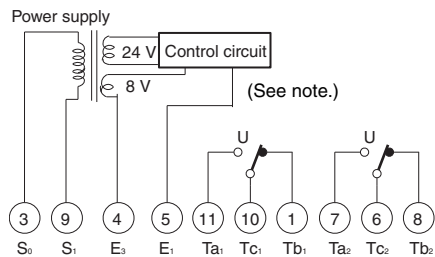 Power supply
24 V
Control circuit
8 V
(See note.)
U
U
3 9 4 5 11 10 1 7 6 8
S₀ S₁ E₃ E₁ Ta₁ Tc₁ Tb₁ Ta₂ Tc₂ Tb₂